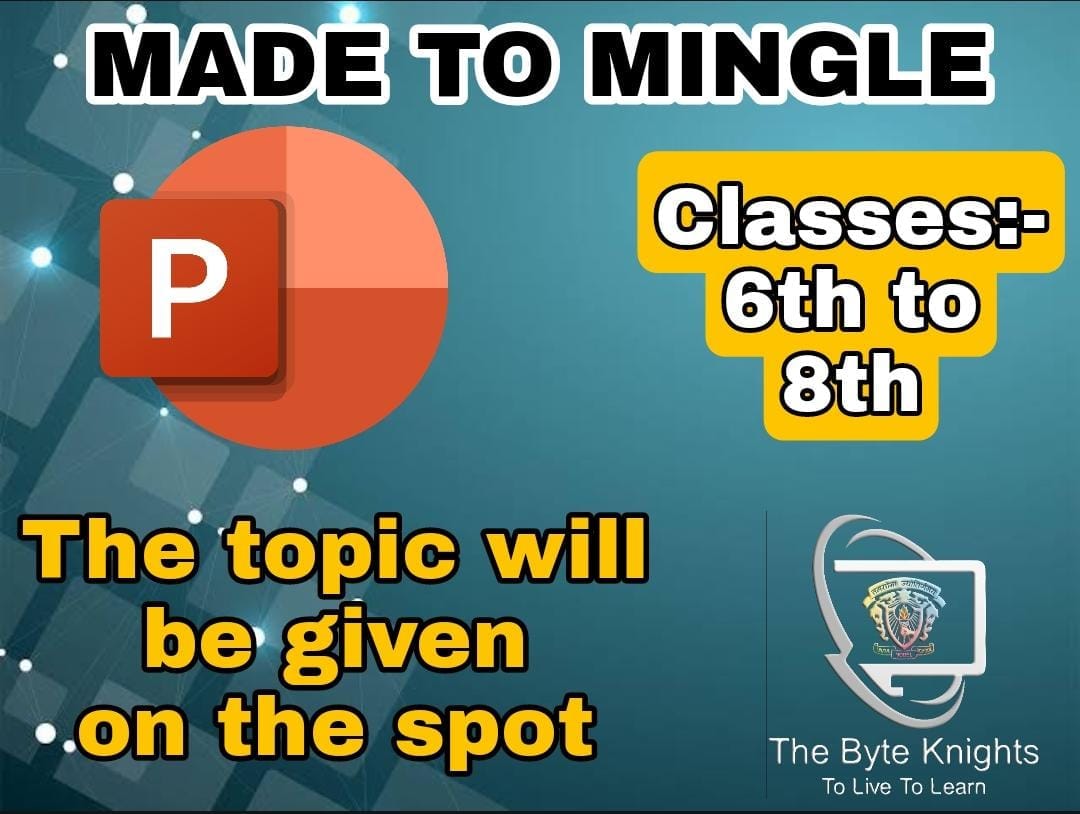 MADE TO MINGLE
P
Classes:-
6th to
8th
The topic will
be given
on the spot
The Byte Knights
To Live To Learn